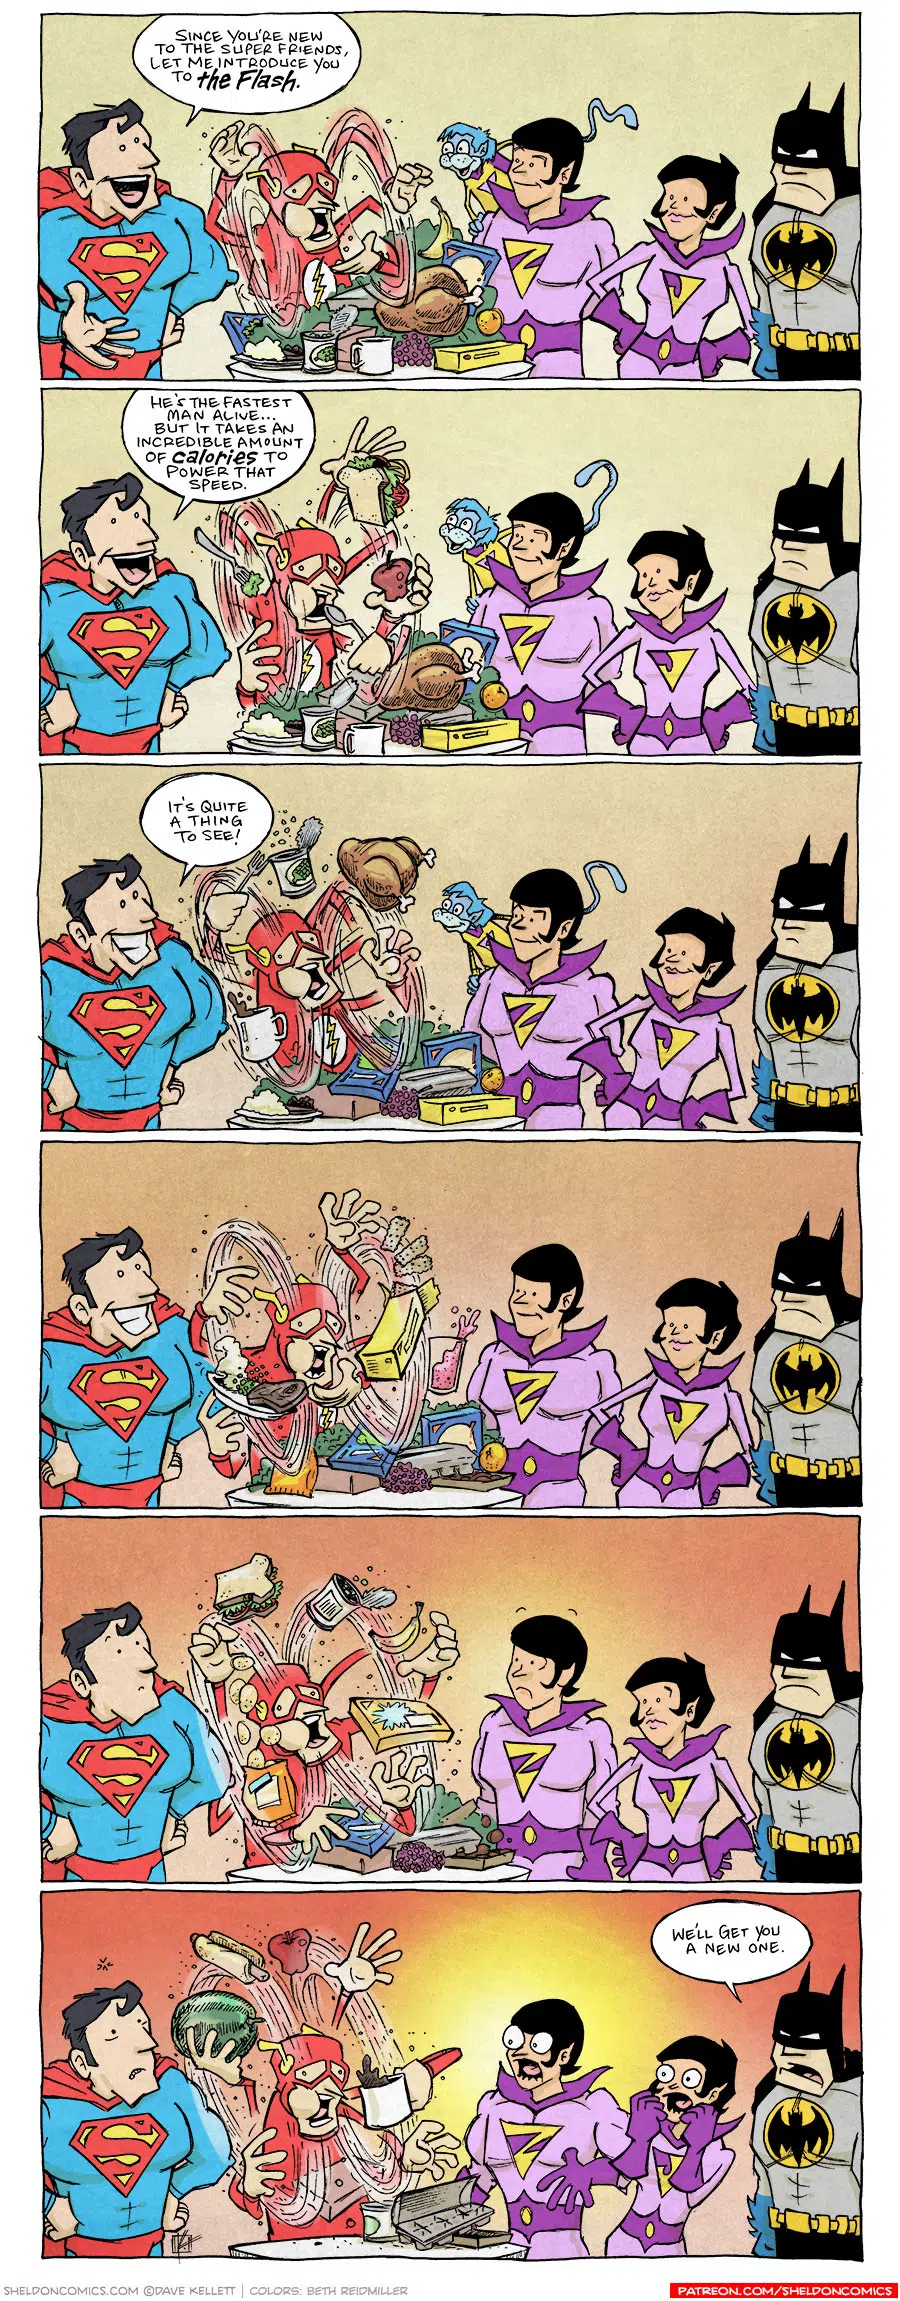 SINCE YOU'RE NEW
TO THE SUPER FRIENDS,
LET ME INTRODUCE YOU
TO the Flash.
HE'S THE FASTEST
MAN ALIVE...
BUT IT TAKES AN
INCREDIBLE AMOUNT
OF calories TO
POWER THAT
SPEED.
IT'S QUITE
A THING
TO SEE!
WE'LL GET YOU
A NEW ONE.
SHELDONCOMICS.COM ©DAVE KELLETT | COLORS: BETH REIDMILLER
PATREON.COM/SHELDONCOMICS